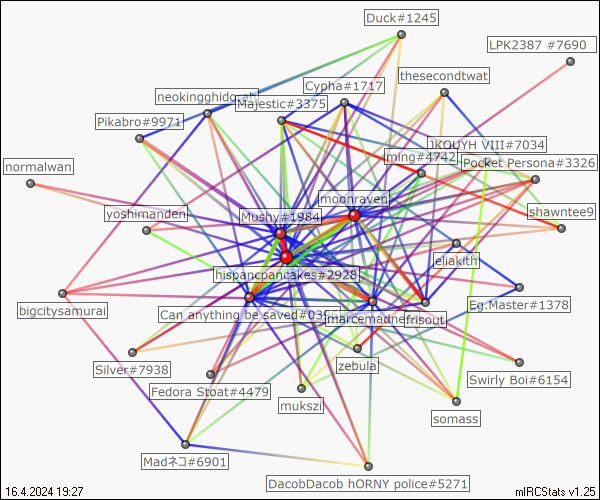 Duck#1245
LPK2387 #7690
thesecondtwat
Cypha#1717
neokingghidorah
Majestic#3375
Pikabro#9971
IKOUYH VIII#7034
ming#4742
Pocket Persona#3326
normalwan
moonraven
yoshimanden
Mushy#1984
shawntee9
jeliakith
hispancpancakes#2928
bigcitysamurai
Eg.Master#1378
Can anything be saved#03
marcemadne
frisout
zebula
Silver#7938
Fedora Stoat#4479
Swirly Boi#6154
mukszi
somass
Madネコ#6901
DacobDacob hORNY police#5271
16.4.2024 19:27
mIRCStats v1.25